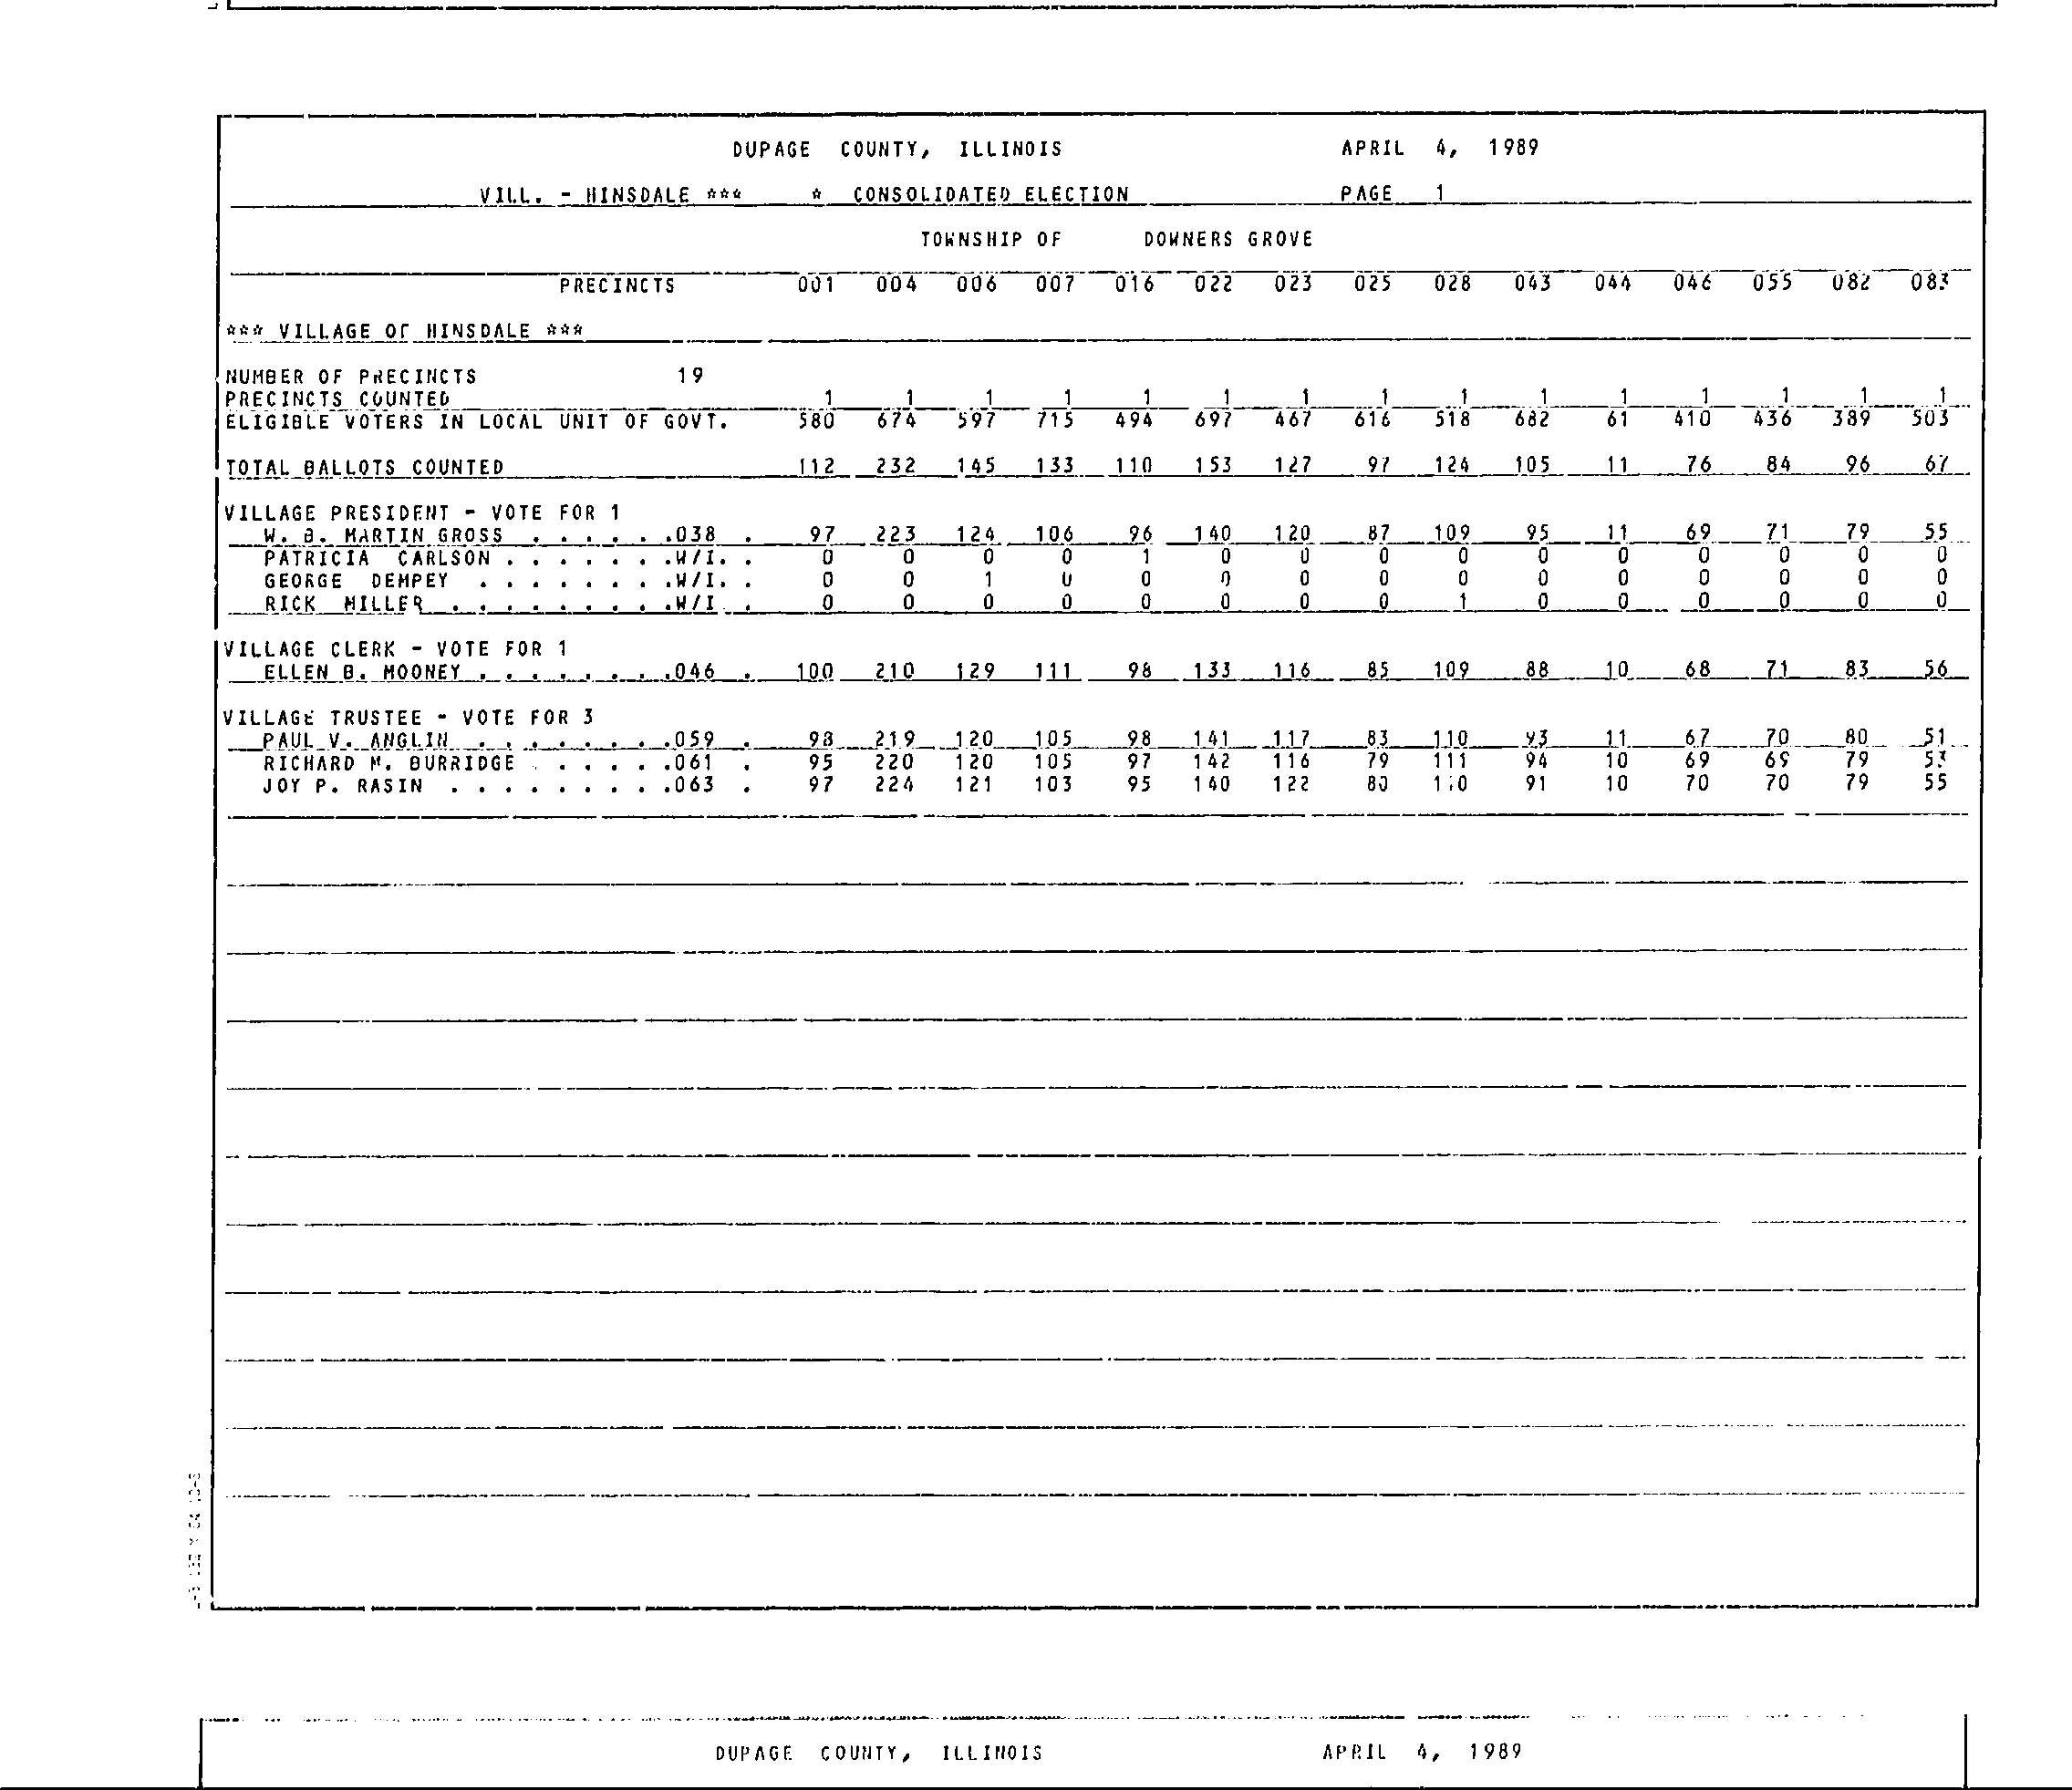 DUPAGE COUNTY, ILLINOIS APRIL 4, 1989
VILL. - HINSDALE *** * CONSOLIDATED ELECTION PAGE 1
TOWNSHIP OF DOWNERS GROVE
PRECINCTS 001 004 006 007 016 022 023 025 028 043 044 046 055 082 083
*** VILLAGE OF HINSDALE ***
NUMBER OF PRECINCTS 19
PRECINCTS COUNTED 1 1 1 1 1 1 1 1 1 1 1 1 1 1 1
ELIGIBLE VOTERS IN LOCAL UNIT OF GOVT. 580 674 597 715 494 697 467 616 518 682 61 410 436 389 503
TOTAL BALLOTS COUNTED 112 232 145 133 110 153 127 97 124 105 11 76 84 96 67
VILLAGE PRESIDENT - VOTE FOR 1
W. B. MARTIN GROSS . . . . . . .038 . 97 223 124 106 96 140 120 87 109 95 11 69 71 79 55
PATRICIA CARLSON . . . . . . .W/I. . 0 0 0 0 1 0 0 0 0 0 0 0 0 0 0
GEORGE DEMPEY . . . . . . . .W/I. . 0 0 1 0 0 0 0 0 0 0 0 0 0 0 0
RICK MILLER . . . . . . . . .W/I . . 0 0 0 0 0 0 0 0 1 0 0 0 0 0 0
VILLAGE CLERK - VOTE FOR 1
ELLEN B. MOONEY . . . . . . . .046 . 100 210 129 111 98 133 116 85 109 88 10 68 71 83 56
VILLAGE TRUSTEE - VOTE FOR 3
PAUL V. ANGLIN . . . . . . . .059 . 98 219 120 105 98 141 117 83 110 93 11 67 70 80 51
RICHARD M. BURRIDGE . . . . . .061 . 95 220 120 105 97 142 116 79 111 94 10 69 69 79 53
JOY P. RASIN . . . . . . . . .063 . 97 224 121 103 95 140 122 80 110 91 10 70 70 79 55
DUPAGE COUNTY, ILLINOIS APRIL 4, 1989